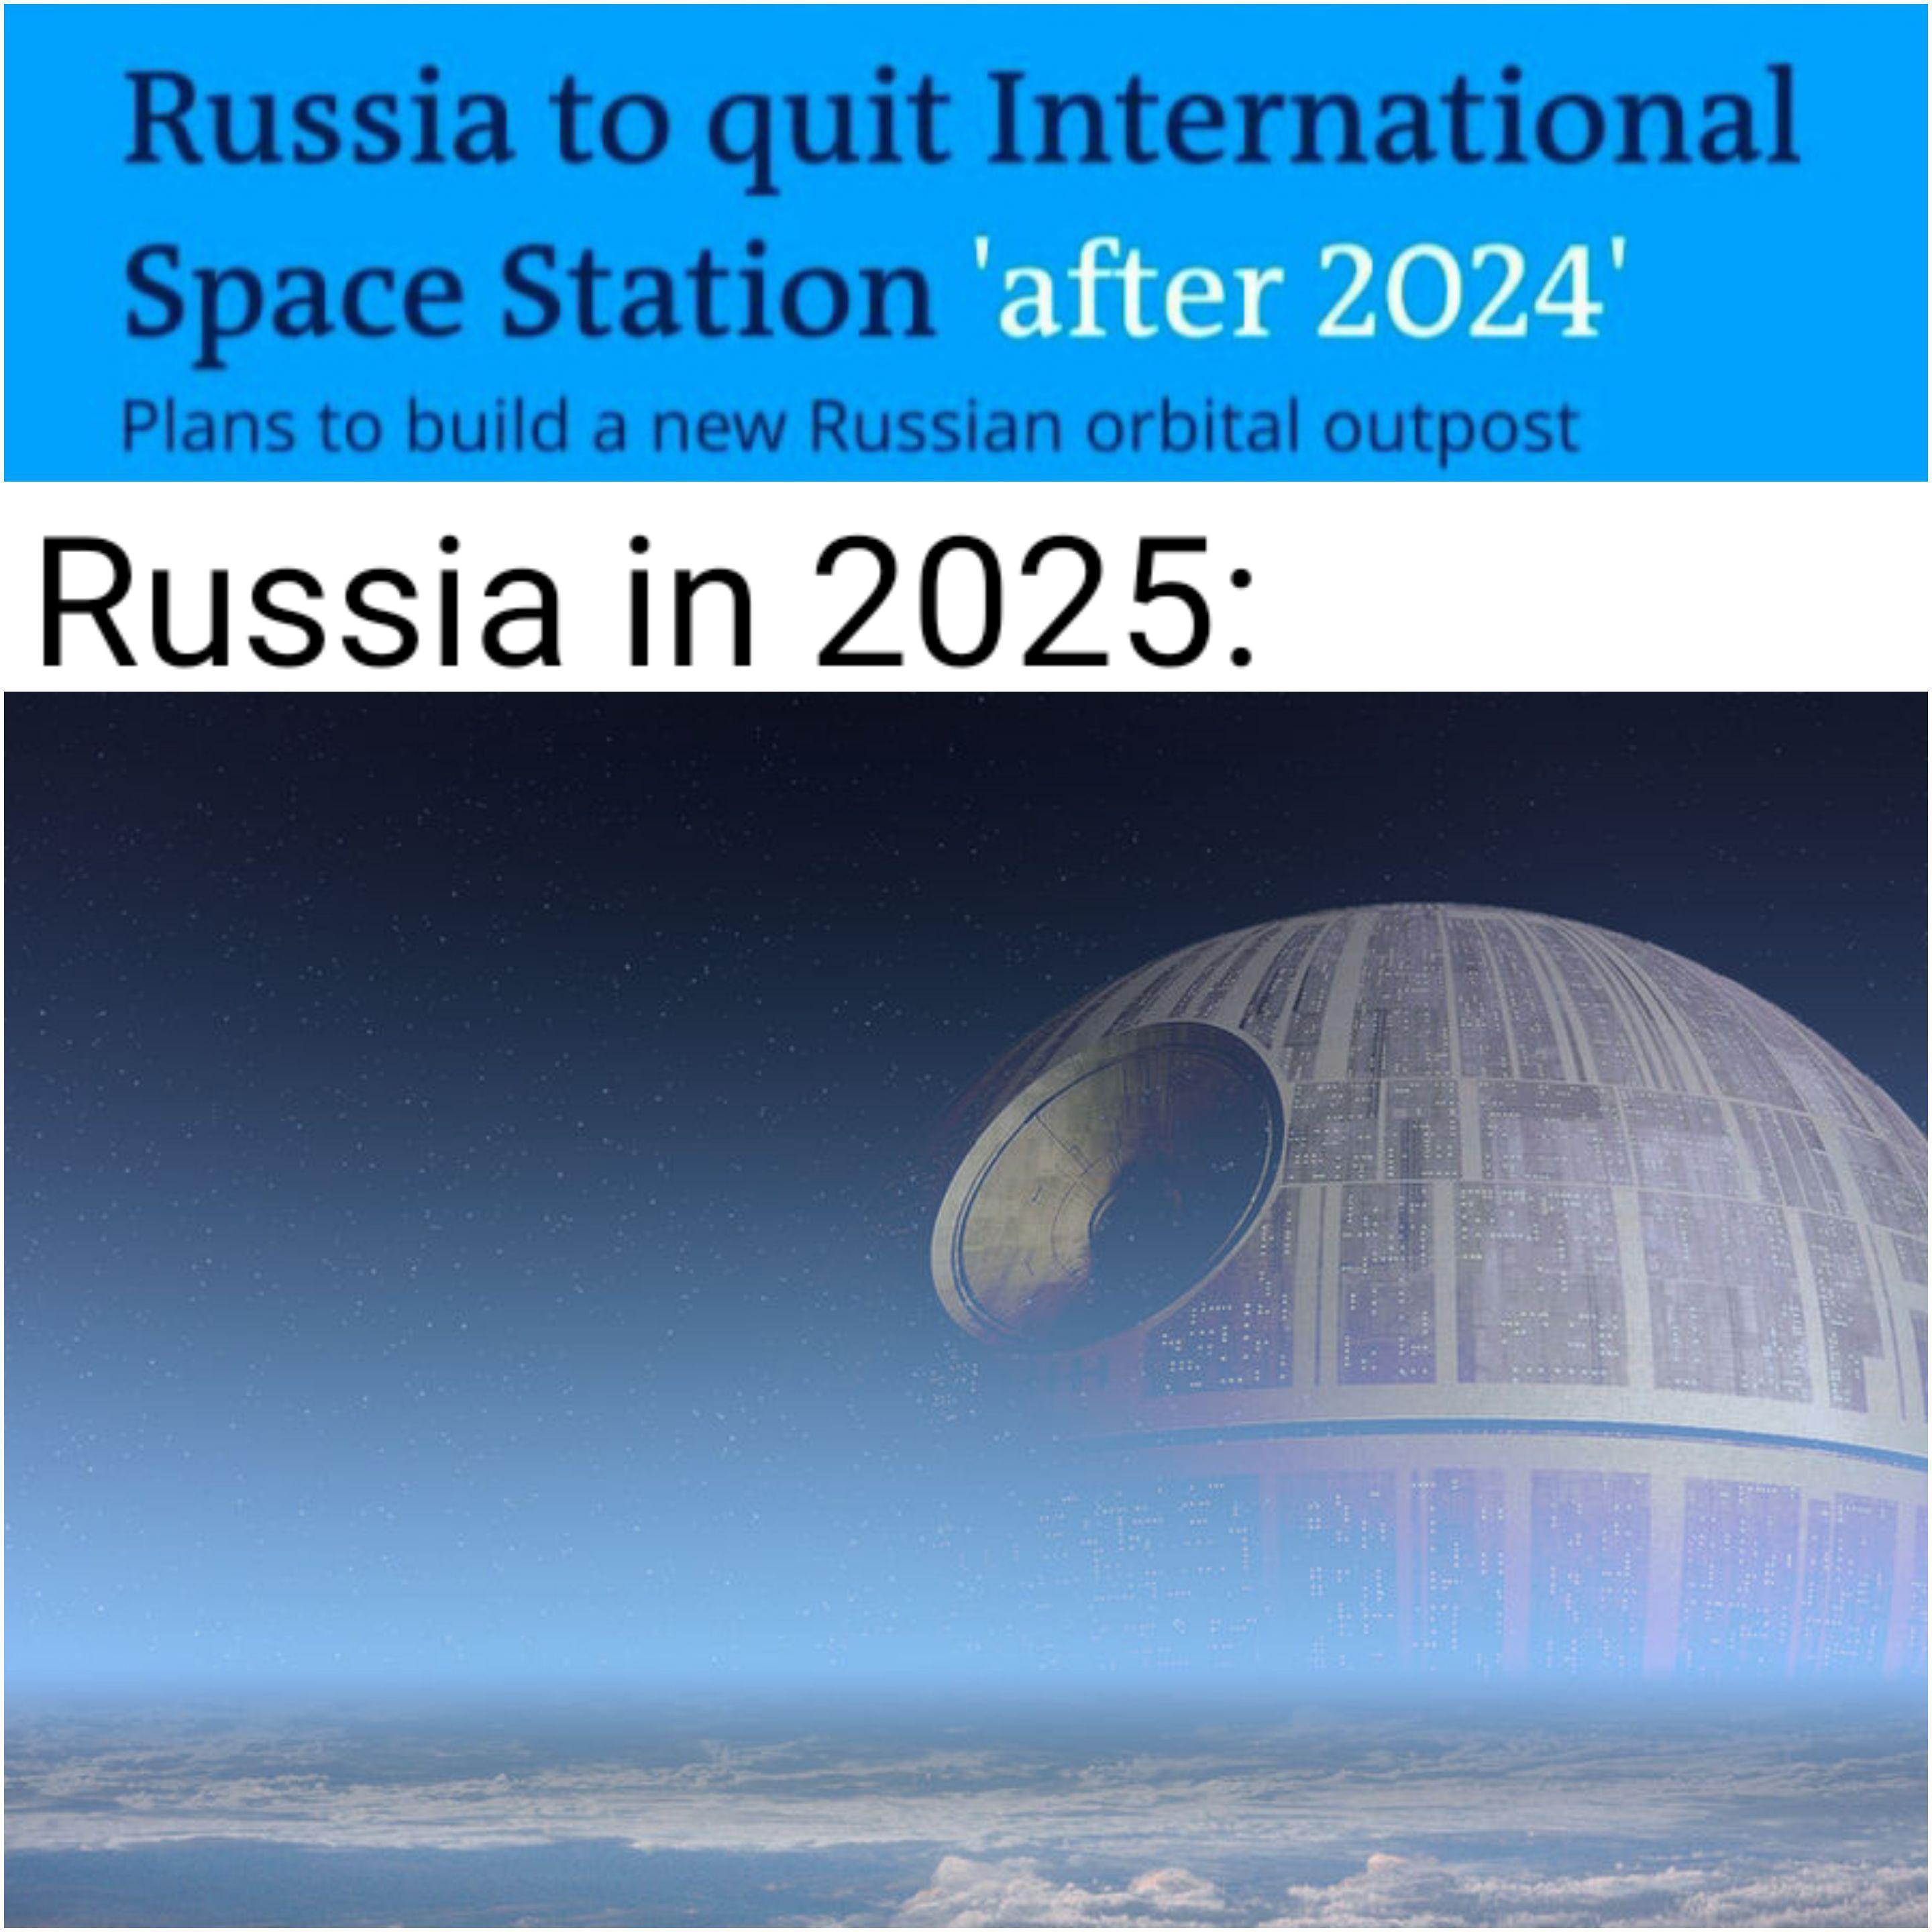 Russia to quit International
Space Station 'after 2024'
Plans to build a new Russian orbital outpost
Russia in 2025: